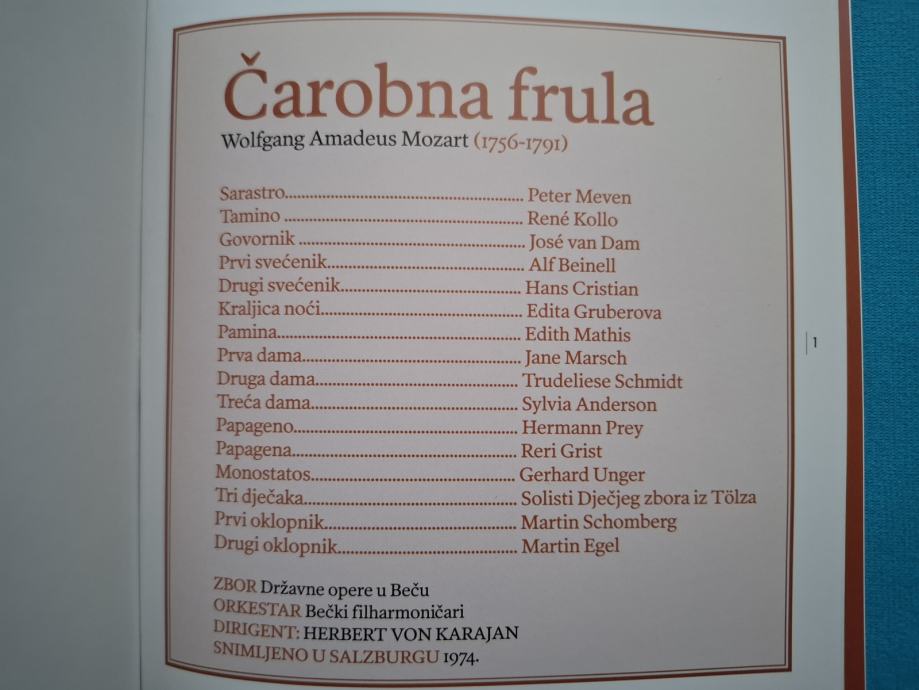 Čarobna frula
Wolfgang Amadeus Mozart (1756-1791)
Sarastro........................................................ Peter Meven
Tamino ........................................................ René Kollo
Govornik ..................................................... José van Dam
Prvi svećenik.............................................. Alf Beinell
Drugi svećenik........................................... Hans Cristian
Kraljica noći................................................ Edita Gruberova
Pamina......................................................... Edith Mathis
Prva dama................................................... Jane Marsch
Druga dama................................................ Trudeliese Schmidt
Treća dama................................................. Sylvia Anderson
Papageno..................................................... Hermann Prey
Papagena..................................................... Reri Grist
Monostatos................................................. Gerhard Unger
Tri dječaka................................................... Solisti Dječjeg zbora iz Tölza
Prvi oklopnik.............................................. Martin Schomberg
Drugi oklopnik........................................... Martin Egel
ZBOR Državne opere u Beču
ORKESTAR Bečki filharmoničari
DIRIGENT: HERBERT VON KARAJAN
SNIMLJENO U SALZBURGU 1974.
1